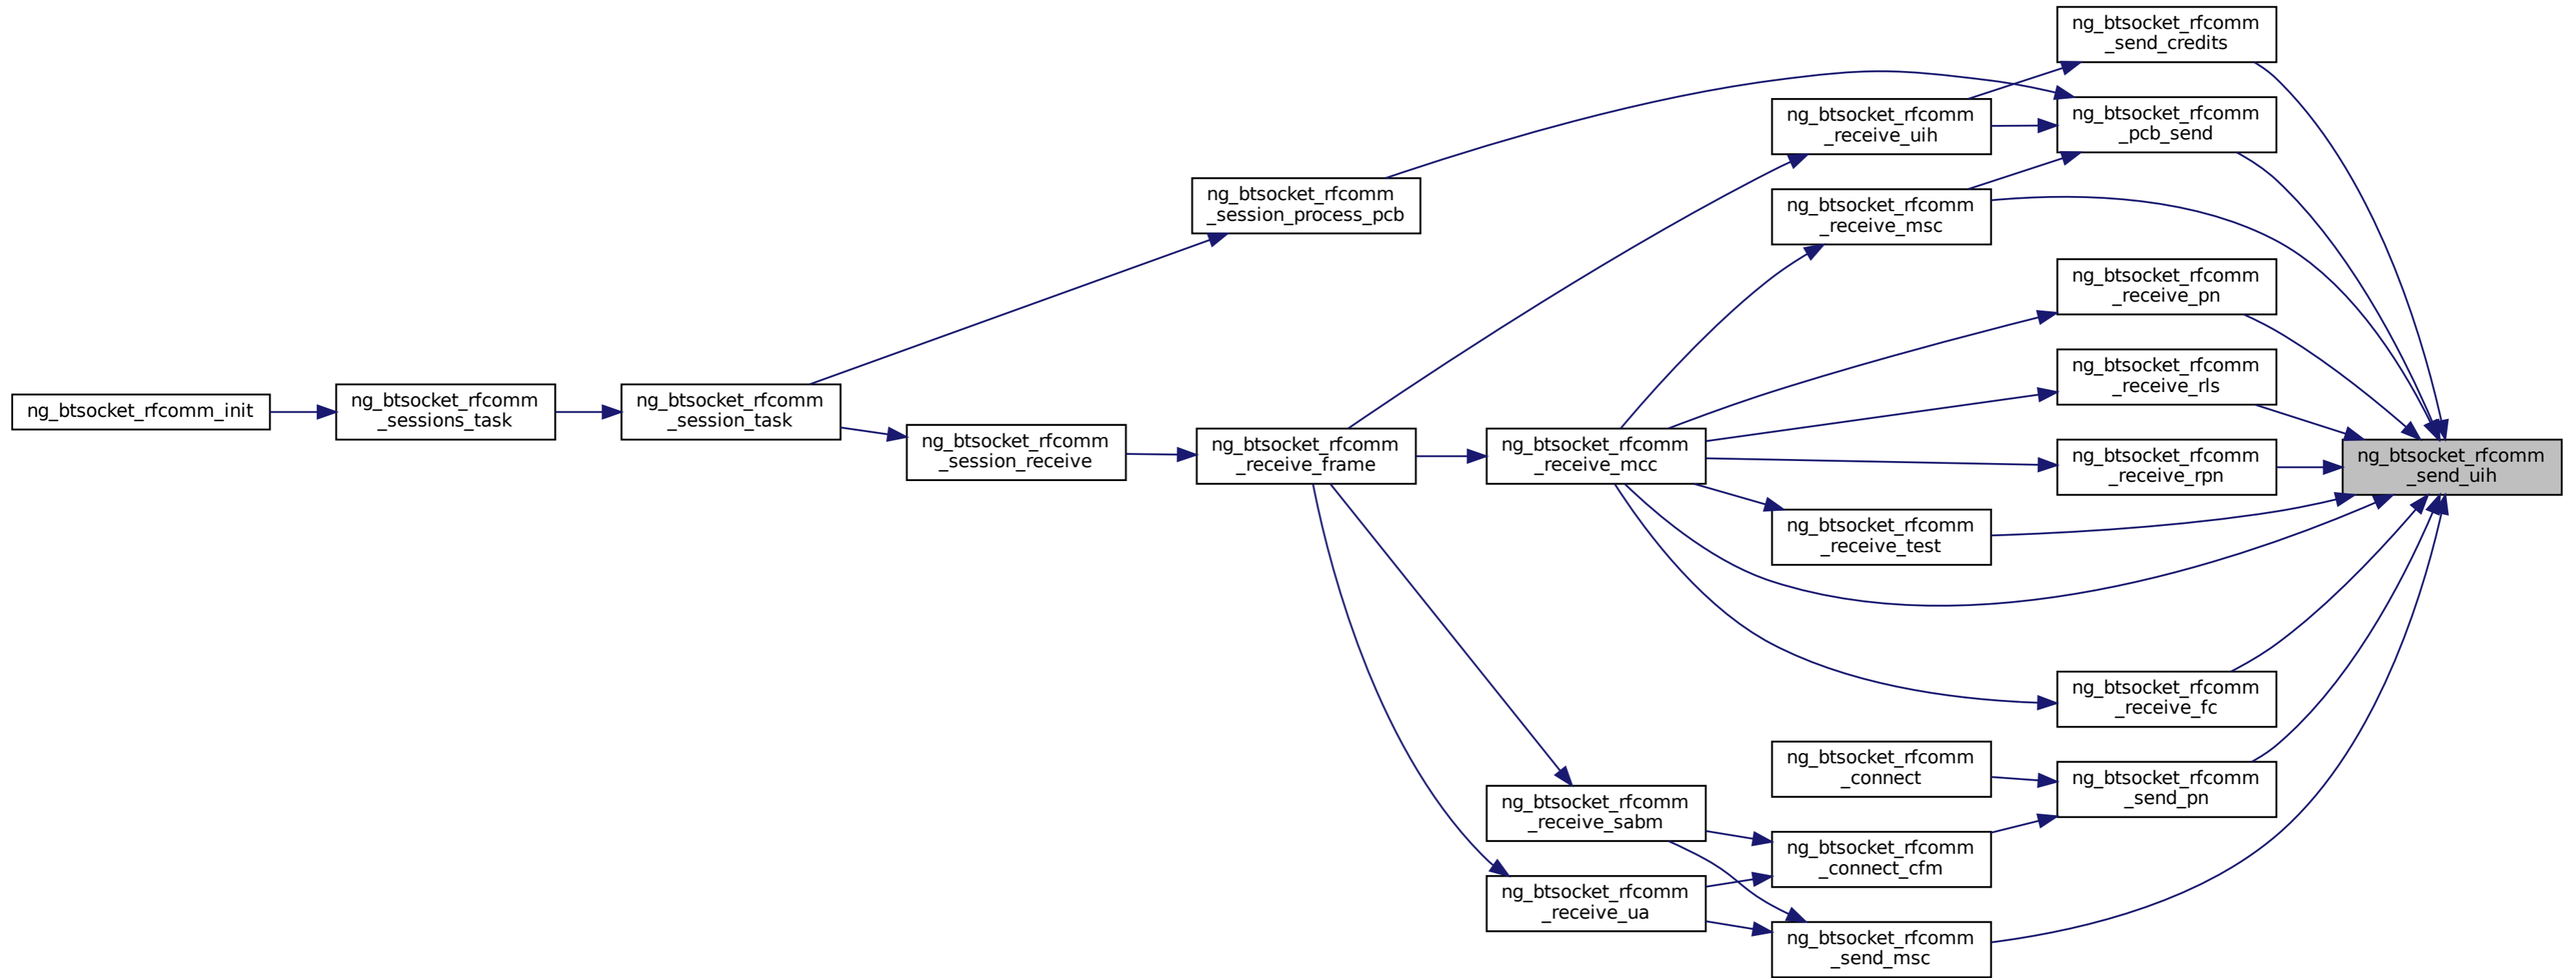 ng_btsocket_rfcomm
_send_credits
ng_btsocket_rfcomm
_pcb_send
ng_btsocket_rfcomm
_receive_uih
ng_btsocket_rfcomm
_session_process_pcb
ng_btsocket_rfcomm
_receive_msc
ng_btsocket_rfcomm
_receive_pn
ng_btsocket_rfcomm
_receive_rls
ng_btsocket_rfcomm_init
ng_btsocket_rfcomm
_sessions_task
ng_btsocket_rfcomm
_session_task
ng_btsocket_rfcomm
_session_receive
ng_btsocket_rfcomm
_receive_frame
ng_btsocket_rfcomm
_receive_mcc
ng_btsocket_rfcomm
_receive_rpn
ng_btsocket_rfcomm
_send_uih
ng_btsocket_rfcomm
_receive_test
ng_btsocket_rfcomm
_receive_fc
ng_btsocket_rfcomm
_connect
ng_btsocket_rfcomm
_send_pn
ng_btsocket_rfcomm
_receive_sabm
ng_btsocket_rfcomm
_connect_cfm
ng_btsocket_rfcomm
_receive_ua
ng_btsocket_rfcomm
_send_msc